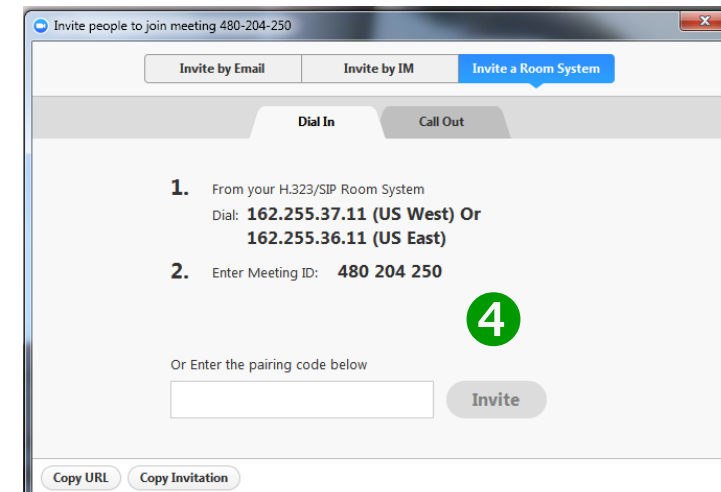 Invite people to join meeting 480-204-250
x
Invite by Email Invite by IM Invite a Room System
Dial In Call Out
1. From your H.323/SIP Room System
Dial: 162.255.37.11 (US West) Or
162.255.36.11 (US East)
2. Enter Meeting ID: 480 204 250
4
Or Enter the pairing code below
Invite
Copy URL Copy Invitation